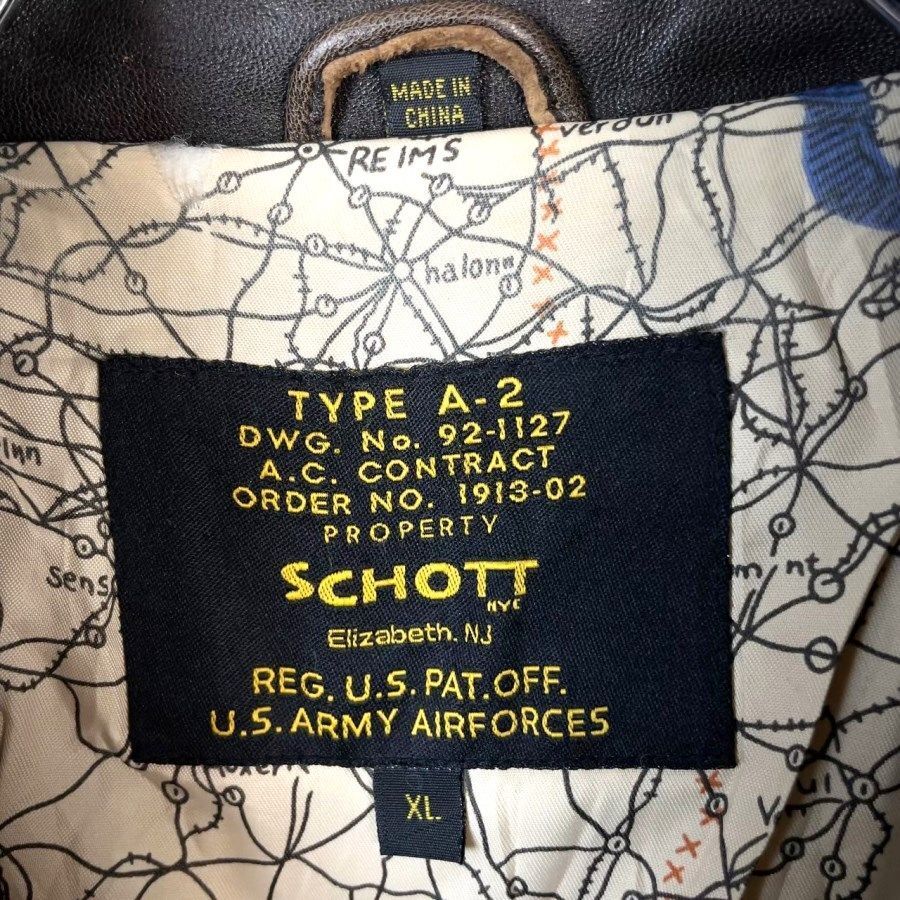 MADE IN
CHINA
verdun
REIMS
halons
TYPE A-2
DWG. No. 92-1127
A.C. CONTRACT
ORDER NO. 1913-02
PROPERTY
SCHOTT
NYC
Elizabeth. NJ
REG. U.S. PAT. OFF.
U.S. ARMY AIRFORCES
sens
XL